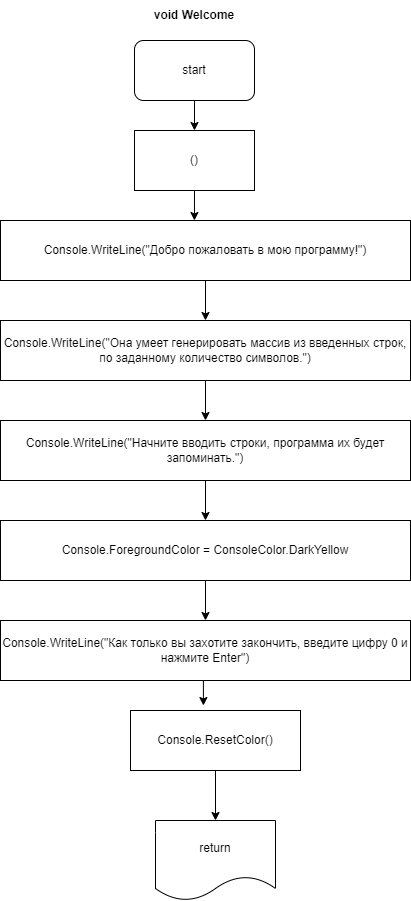 void Welcome
start
()
Console.WriteLine("Добро пожаловать в мою программу!")
Console.WriteLine("Она умеет генерировать массив из введенных строк,
по заданному количество символов.")
Console.WriteLine("Начните вводить строки, программа их будет
запоминать.")
Console.ForegroundColor = ConsoleColor.DarkYellow
Console.WriteLine("Как только вы захотите закончить, введите цифру 0 и
нажмите Enter")
Console.ResetColor()
return